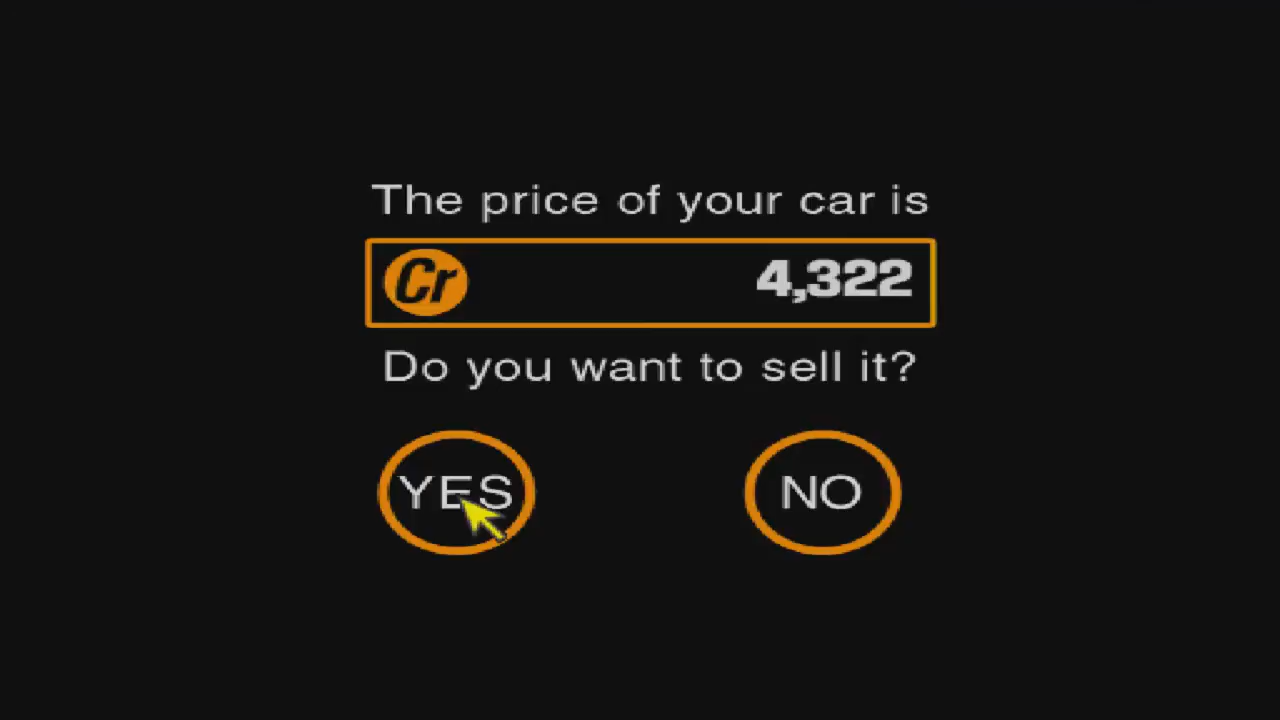 The price of your car is
Cr 4,322
Do you want to sell it?
YES NO